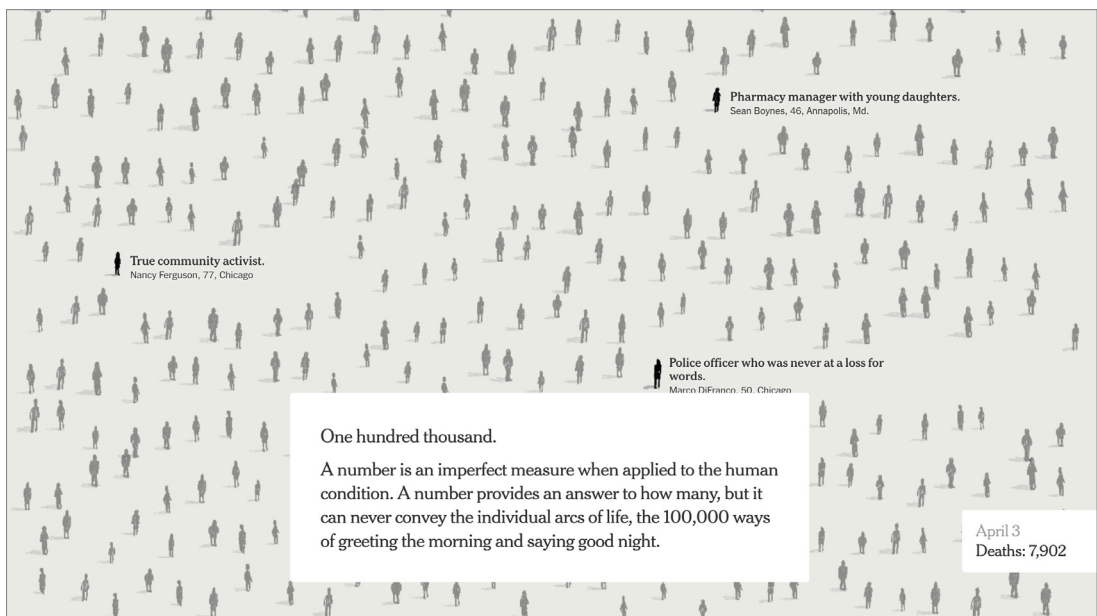 Pharmacy manager with young daughters.
Sean Boynes, 46, Annapolis, Md.
True community activist.
Nancy Ferguson, 77, Chicago
Police officer who was never at a loss for
words.
Marco DiFranco, 50, Chicago
One hundred thousand.
A number is an imperfect measure when applied to the human
condition. A number provides an answer to how many, but it
can never convey the individual arcs of life, the 100,000 ways
of greeting the morning and saying good night.
April 3
Deaths: 7,902